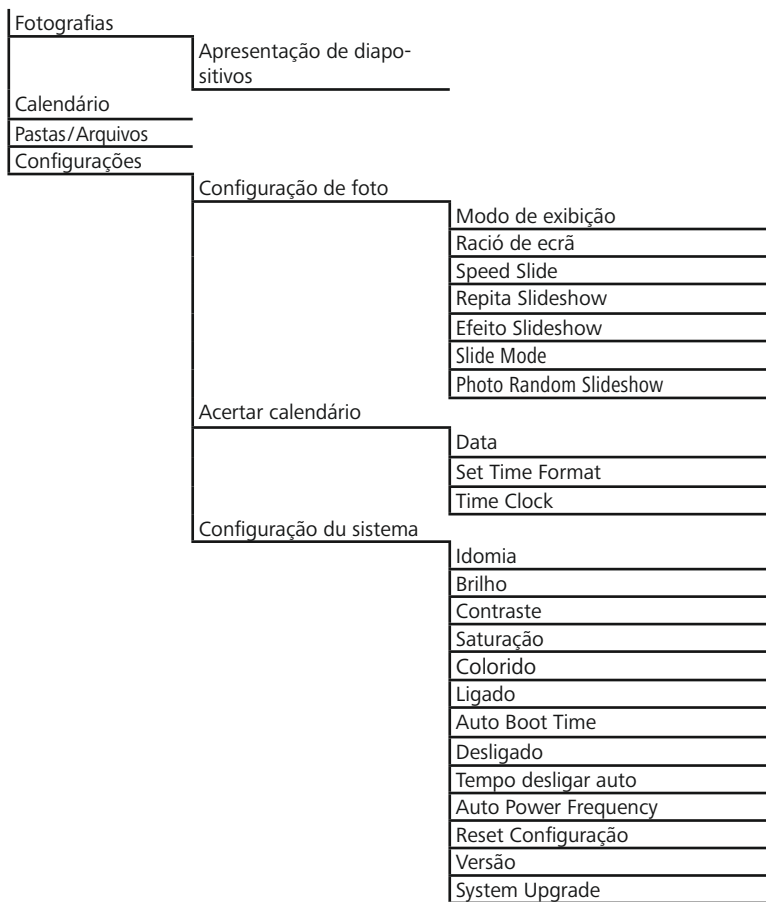 Fotografias
Apresentação de diapo-
sitivos
Calendário
Pastas/Arquivos
Configurações
Configuração de foto
Modo de exibição
Ració de ecrã
Speed Slide
Repita Slideshow
Efeito Slideshow
Slide Mode
Photo Random Slideshow
Acertar calendário
Data
Set Time Format
Time Clock
Configuração du sistema
Idomia
Brilho
Contraste
Saturação
Colorido
Ligado
Auto Boot Time
Desligado
Tempo desligar auto
Auto Power Frequency
Reset Configuração
Versão
System Upgrade